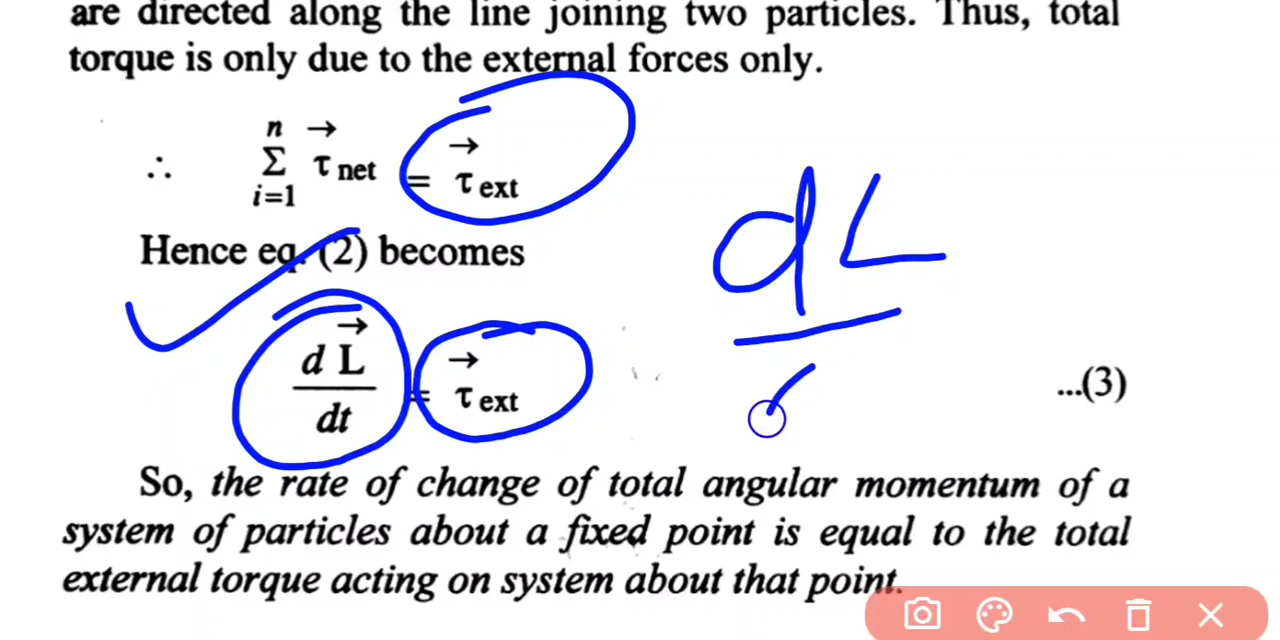 are directed along the line joining two particles. Thus, total
torque is only due to the external forces only.
∴ n∑i=1 τ⃗ net = τ⃗ ext
Hence eq. (2) becomes
d L⃗ / dt = τ⃗ ext ...(3)
dL
So, the rate of change of total angular momentum of a
system of particles about a fixed point is equal to the total
external torque acting on system about that point.